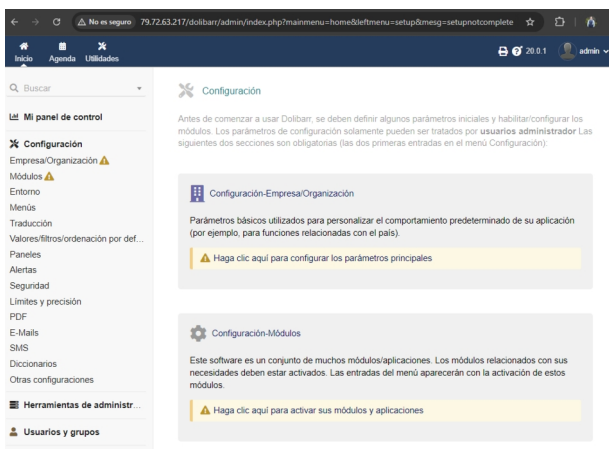 No es seguro 79.72.63.217/dolibarr/admin/index.php?mainmenu=home&leftmenu=setup&mesg=setupnotcomplete
Inicio Agenda Utilidades 20.0.1 admin
Buscar
Mi panel de control
Configuración
Empresa/Organización
Módulos
Entorno
Menús
Traducción
Valores/filtros/ordenación por def...
Paneles
Alertas
Seguridad
Límites y precisión
PDF
E-Mails
SMS
Diccionarios
Otras configuraciones
Herramientas de administr...
Usuarios y grupos
Configuración
Antes de comenzar a usar Dolibarr, se deben definir algunos parámetros iniciales y habilitar/configurar los
módulos. Los parámetros de configuración solamente pueden ser tratados por usuarios administrador Las
siguientes dos secciones son obligatorias (las dos primeras entradas en el menú Configuración):
Configuración-Empresa/Organización
Parámetros básicos utilizados para personalizar el comportamiento predeterminado de su aplicación
(por ejemplo, para funciones relacionadas con el país).
Haga clic aquí para configurar los parámetros principales
Configuración-Módulos
Este software es un conjunto de muchos módulos/aplicaciones. Los módulos relacionados con sus
necesidades deben estar activados. Las entradas del menú aparecerán con la activación de estos
módulos.
Haga clic aquí para activar sus módulos y aplicaciones